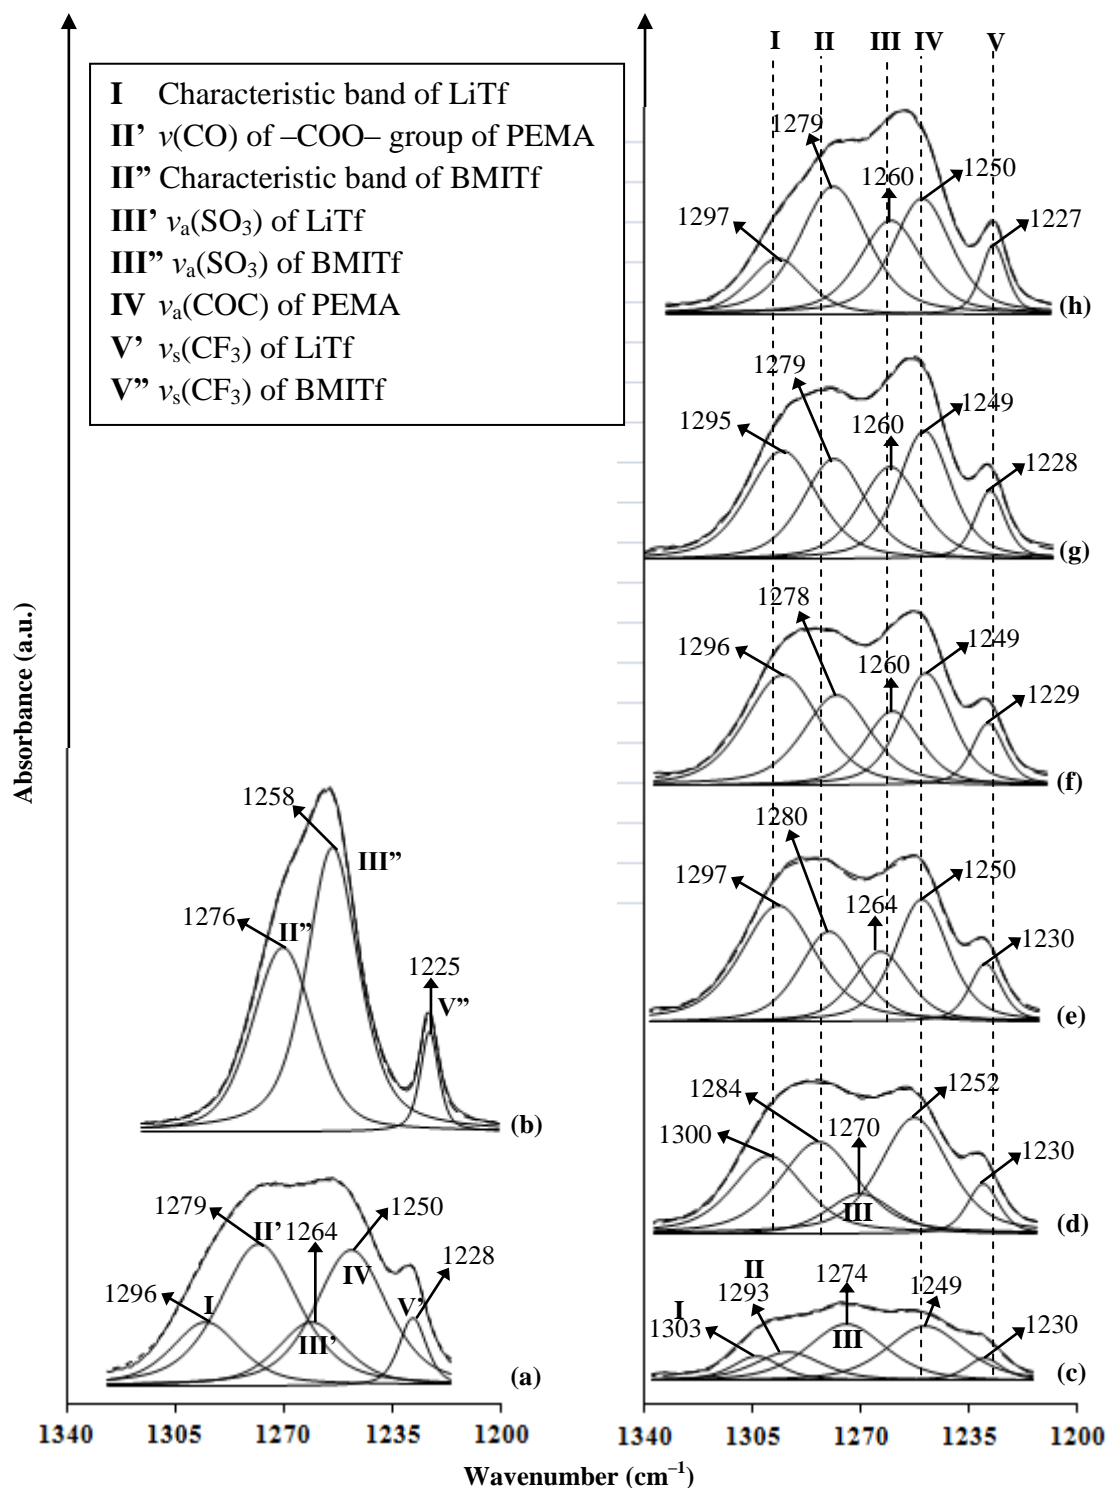 I Characteristic band of LiTf
II’ v(CO) of –COO– group of PEMA
II” Characteristic band of BMITf
III’ vₐ(SO₃) of LiTf
III” vₐ(SO₃) of BMITf
IV vₐ(COC) of PEMA
V’ vₛ(CF₃) of LiTf
V” vₛ(CF₃) of BMITf
Absorbance (a.u.)
1258
III”
1276
II”
1225
V”
(b)
1279
II’
1264
1250
1228
1296
I
III’
IV
V’
(a)
1340 1305 1270 1235 1200
I II III IV V
1279
1260
1250
1297
1227
(h)
1279
1295
1260
1249
1228
(g)
1278
1296
1260
1249
1229
(f)
1280
1297
1264
1250
1230
(e)
1284
1300
1270
III
1252
1230
(d)
II
I
1293
1303
1274
III
1249
1230
(c)
1340 1305 1270 1235 1200
Wavenumber (cm⁻¹)